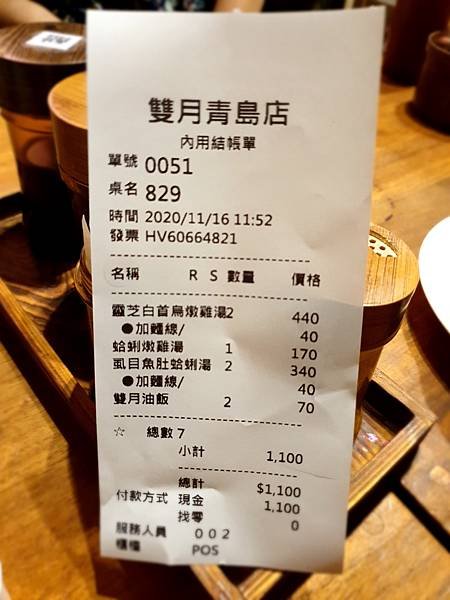 雙月青島店
內用結帳單
單號 0051
桌名 829
時間 2020/11/16 11:52
發票 HV60664821
名稱 R S 數量 價格
靈芝白首烏燉雞湯2 440
●加麵線/ 40
蛤蜊燉雞湯 1 170
虱目魚肚蛤蜊湯 2 340
●加麵線/ 40
雙月油飯 2 70
☆ 總數 7
小計 1,100
總計 $1,100
付款方式 現金 1,100
找零 0
服務人員 002
櫃檯 POS